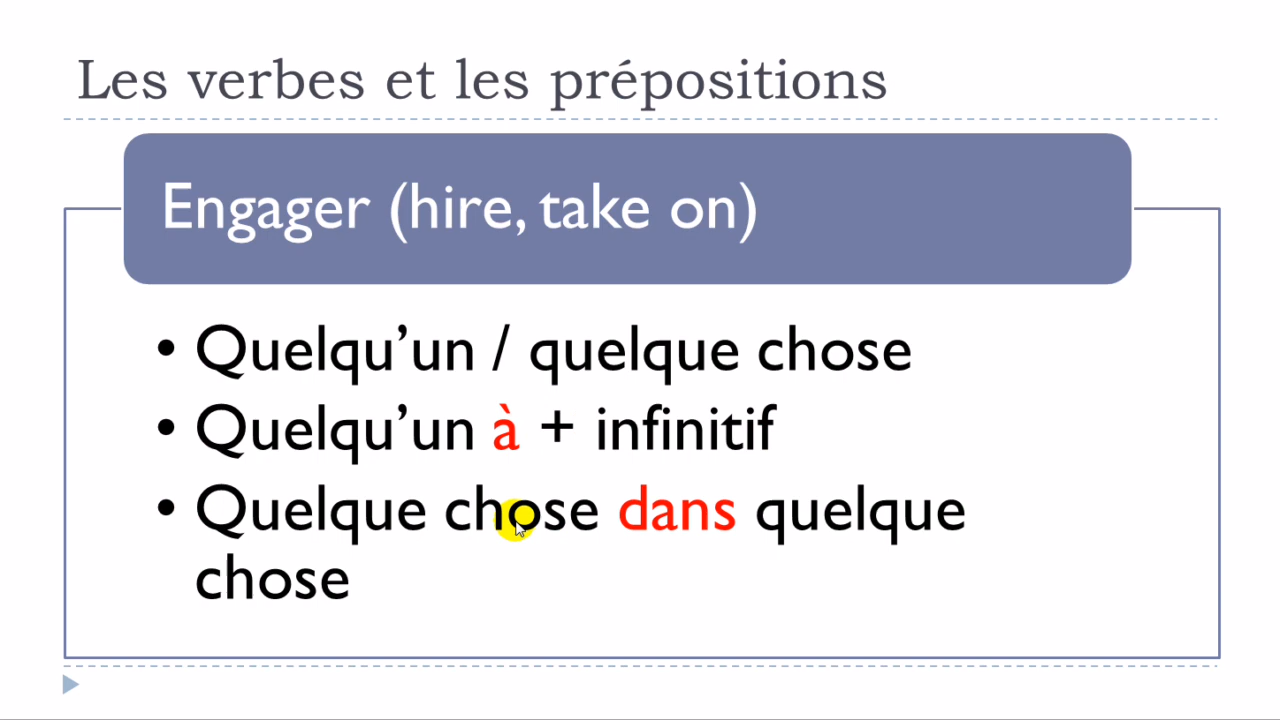 Les verbes et les prépositions
Engager (hire, take on)
• Quelqu’un / quelque chose
• Quelqu’un à + infinitif
• Quelque chose dans quelque
chose